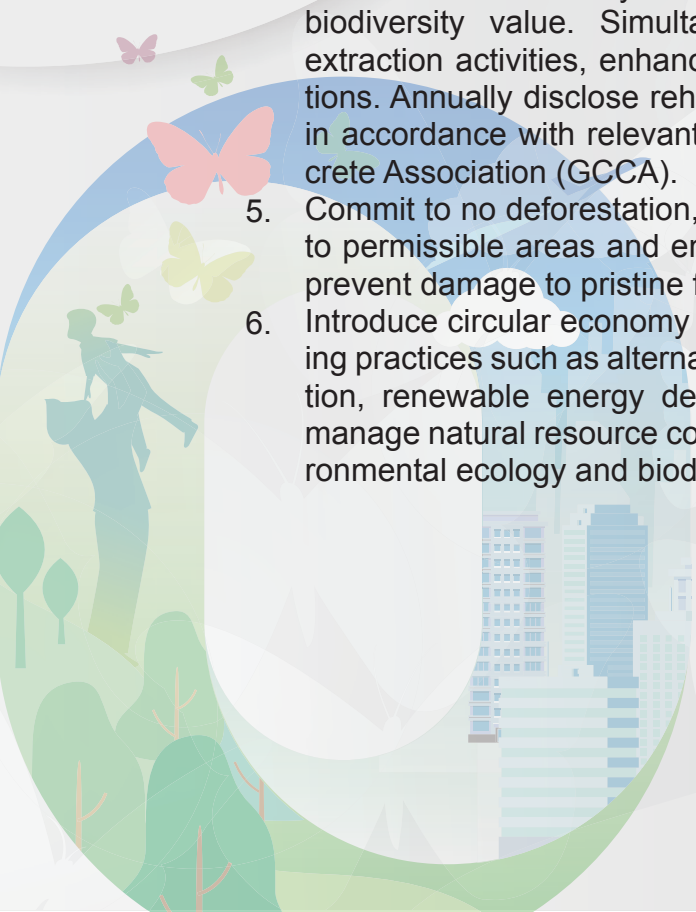 biodiversity value. Simulta
extraction activities, enhanc
tions. Annually disclose reh
in accordance with relevant
crete Association (GCCA).
5. Commit to no deforestation,
to permissible areas and en
prevent damage to pristine f
6. Introduce circular economy
ing practices such as alterna
tion, renewable energy de
manage natural resource co
ronmental ecology and biod